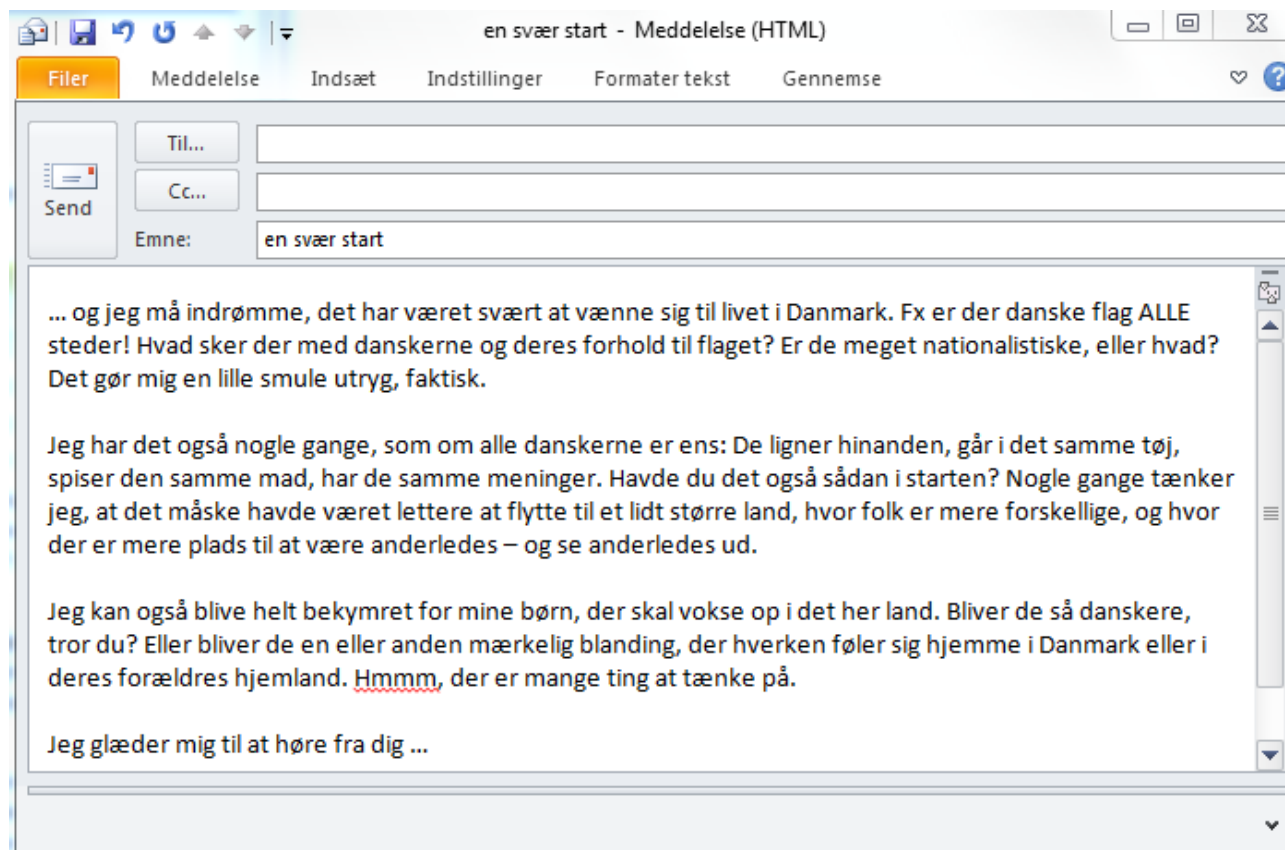 en svær start - Meddelelse (HTML)
Filer Meddelelse Indsæt Indstillinger Formater tekst Gennemse
Til...
Cc...
Send
Emne: en svær start
... og jeg må indrømme, det har været svært at vænne sig til livet i Danmark. Fx er der danske flag ALLE
steder! Hvad sker der med danskerne og deres forhold til flaget? Er de meget nationalistiske, eller hvad?
Det gør mig en lille smule utryg, faktisk.
Jeg har det også nogle gange, som om alle danskerne er ens: De ligner hinanden, går i det samme tøj,
spiser den samme mad, har de samme meninger. Havde du det også sådan i starten? Nogle gange tænker
jeg, at det måske havde været lettere at flytte til et lidt større land, hvor folk er mere forskellige, og hvor
der er mere plads til at være anderledes – og se anderledes ud.
Jeg kan også blive helt bekymret for mine børn, der skal vokse op i det her land. Bliver de så danskere,
tror du? Eller bliver de en eller anden mærkelig blanding, der hverken føler sig hjemme i Danmark eller i
deres forældres hjemland. Hmmm, der er mange ting at tænke på.
Jeg glæder mig til at høre fra dig ...